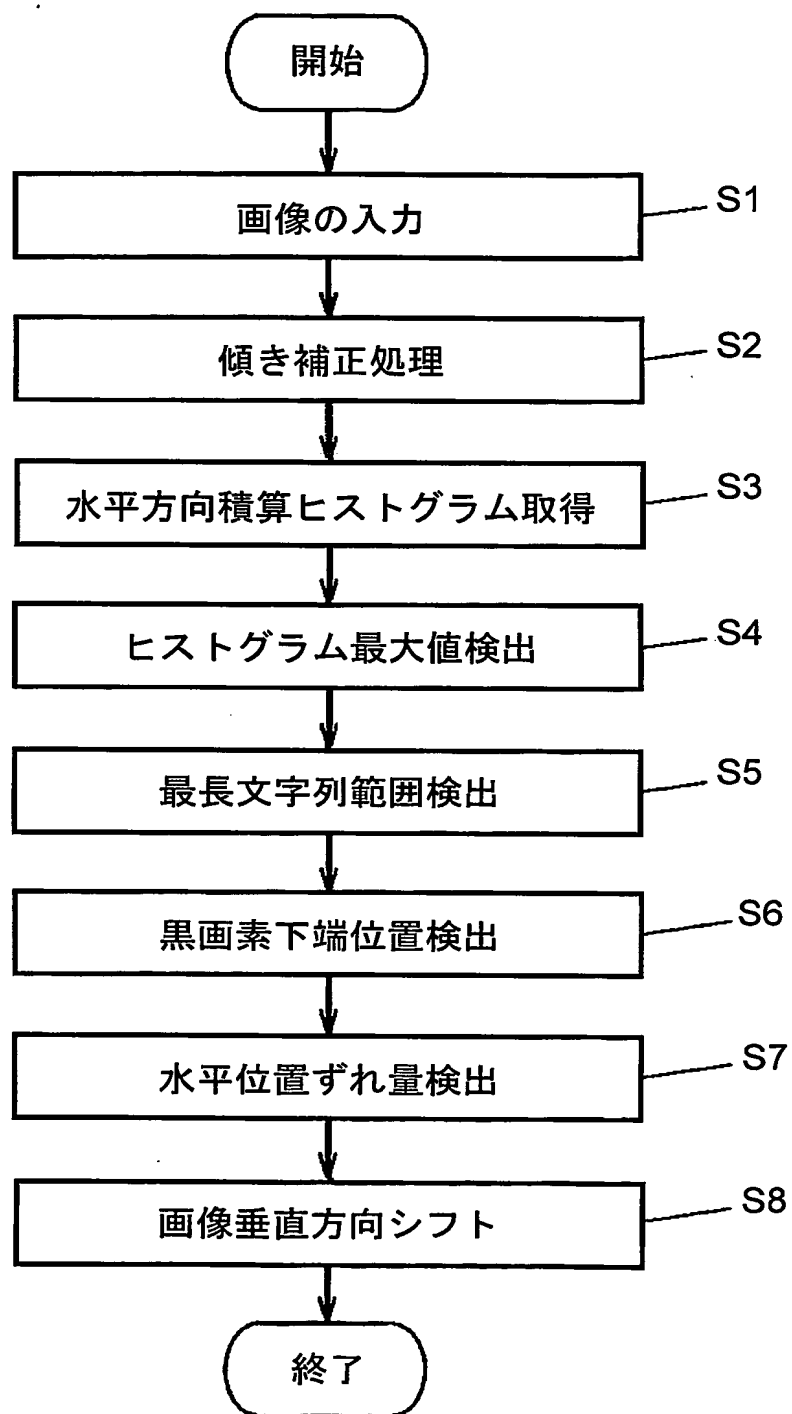 開始
画像の入力 S1
傾き補正処理 S2
水平方向積算ヒストグラム取得 S3
ヒストグラム最大値検出 S4
最長文字列範囲検出 S5
黒画素下端位置検出 S6
水平位置ずれ量検出 S7
画像垂直方向シフト S8
終了